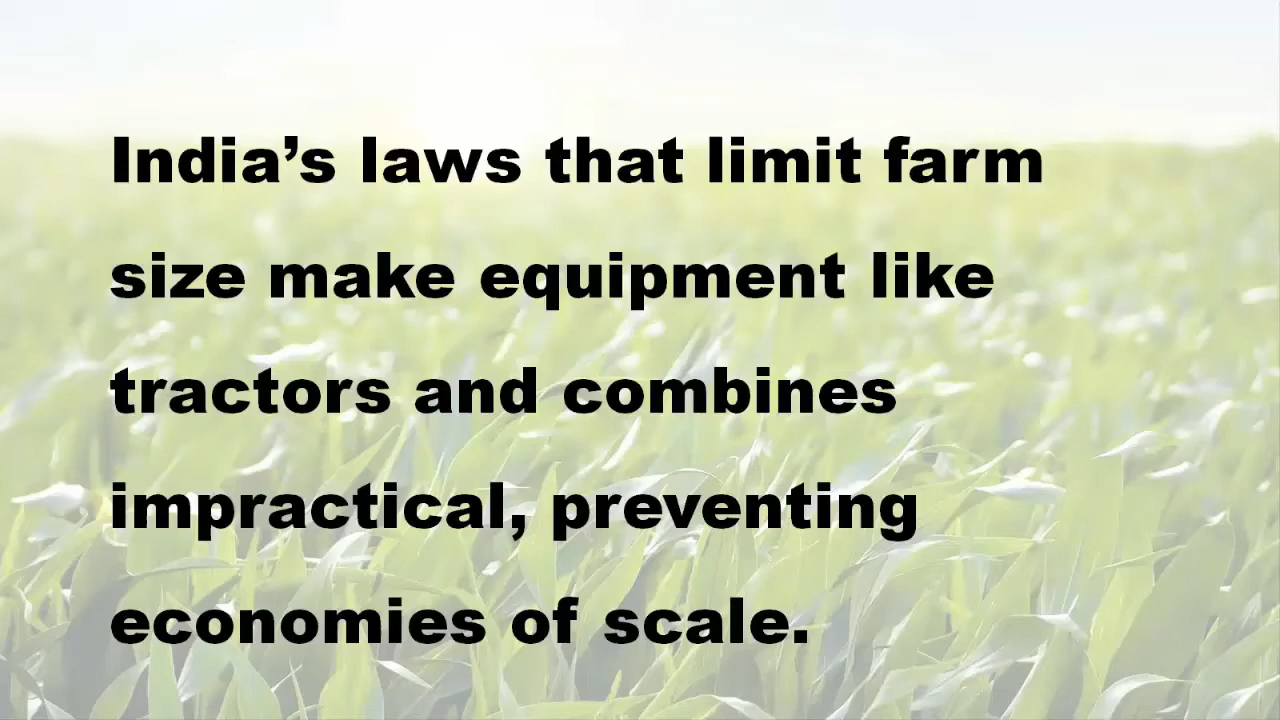 India’s laws that limit farm
size make equipment like
tractors and combines
impractical, preventing
economies of scale.